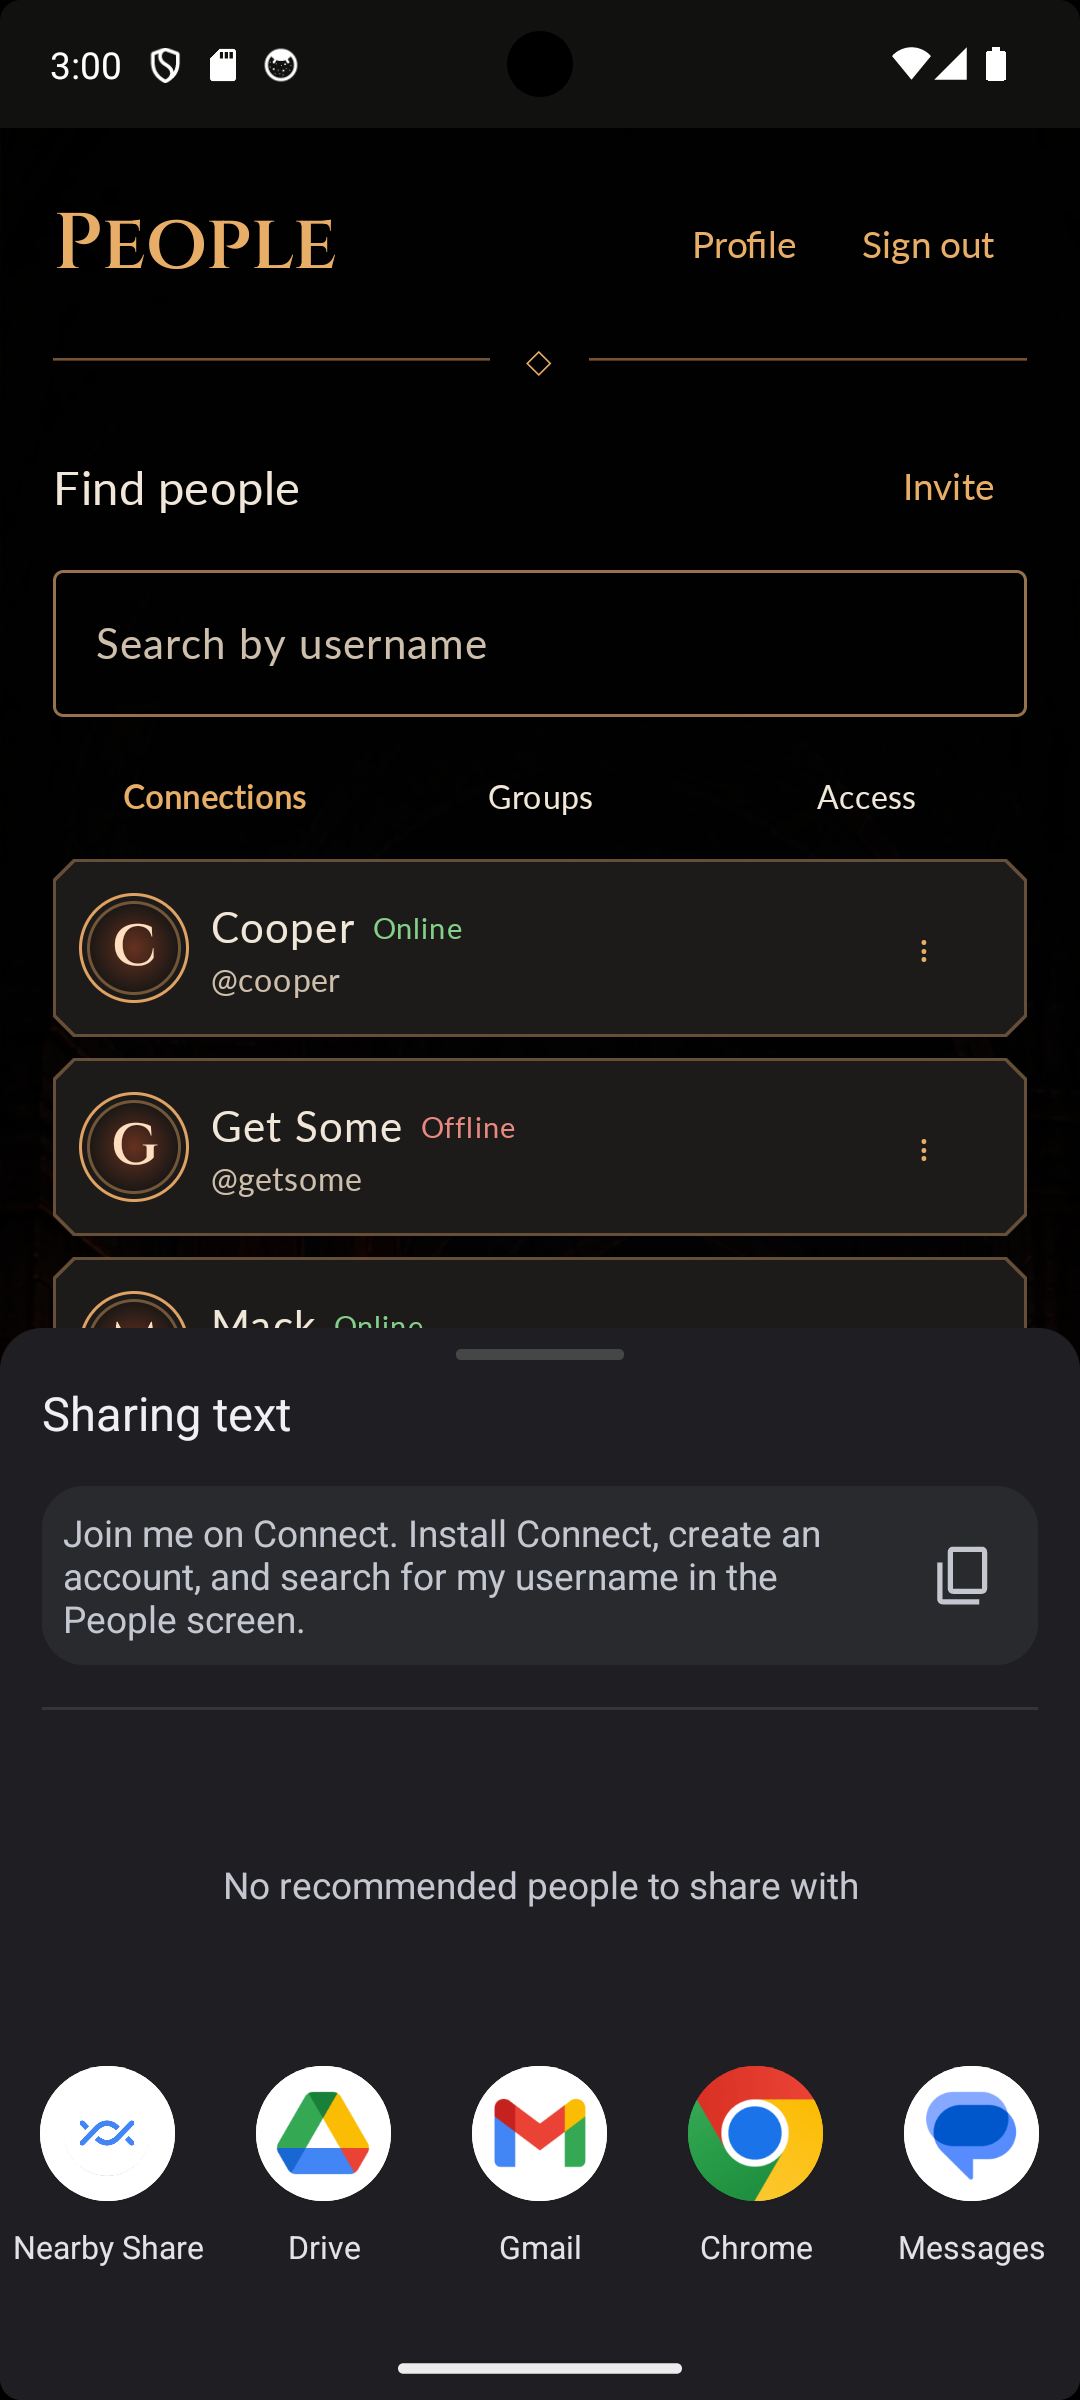 3:00
People
Profile
Sign out
Find people
Invite
Search by username
Connections
Groups
Access
C
Cooper
Online
@cooper
G
Get Some
Offline
@getsome
Mack
Online
Sharing text
Join me on Connect. Install Connect, create an
account, and search for my username in the
People screen.
No recommended people to share with
Nearby Share
Drive
Gmail
Chrome
Messages